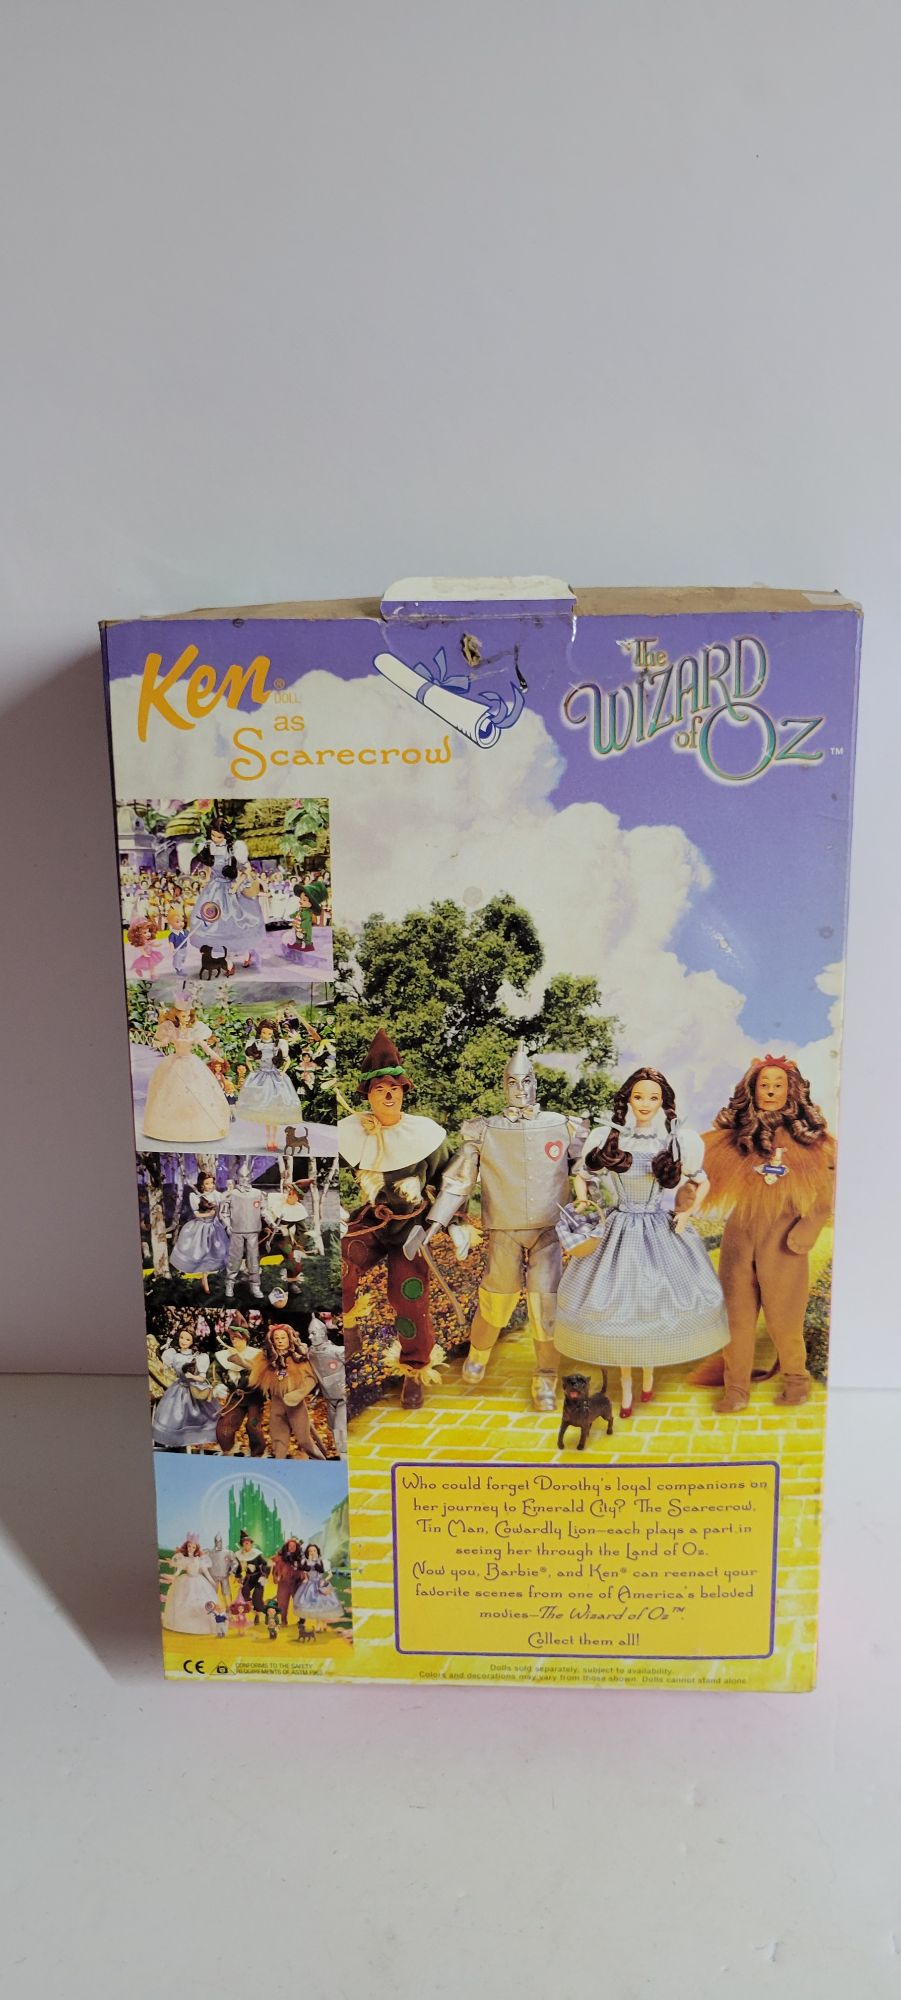 Ken®
DOLL
as
Scarecrow
The
WIZARD
of OZ™
Who could forget Dorothy's loyal companions on
her journey to Emerald City? The Scarecrow,
Tin Man, Cowardly Lion—each plays a part in
seeing her through the Land of Oz.
Now you, Barbie®, and Ken® can reenact your
favorite scenes from one of America's beloved
movies—The Wizard of Oz™.
Collect them all!
CE
CONFORMS TO THE SAFETY
REQUIREMENTS OF ASTM
Dolls sold separately, subject to availability.
Colors and decorations may vary from those shown. Dolls cannot stand alone.